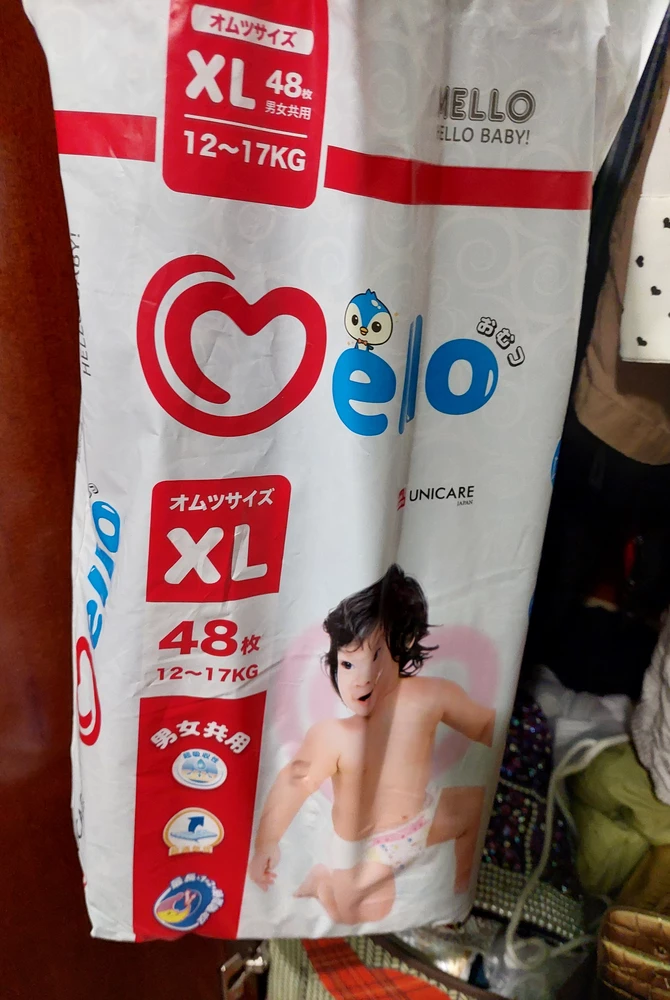 オムツサイズ
XL 48枚
男女共用
12～17KG
HELLO
HELLO BABY!
ello
おむつ
UNICARE
JAPAN
オムツサイズ
XL
48枚
12～17KG
男女共用
HELLO BABY!
ello